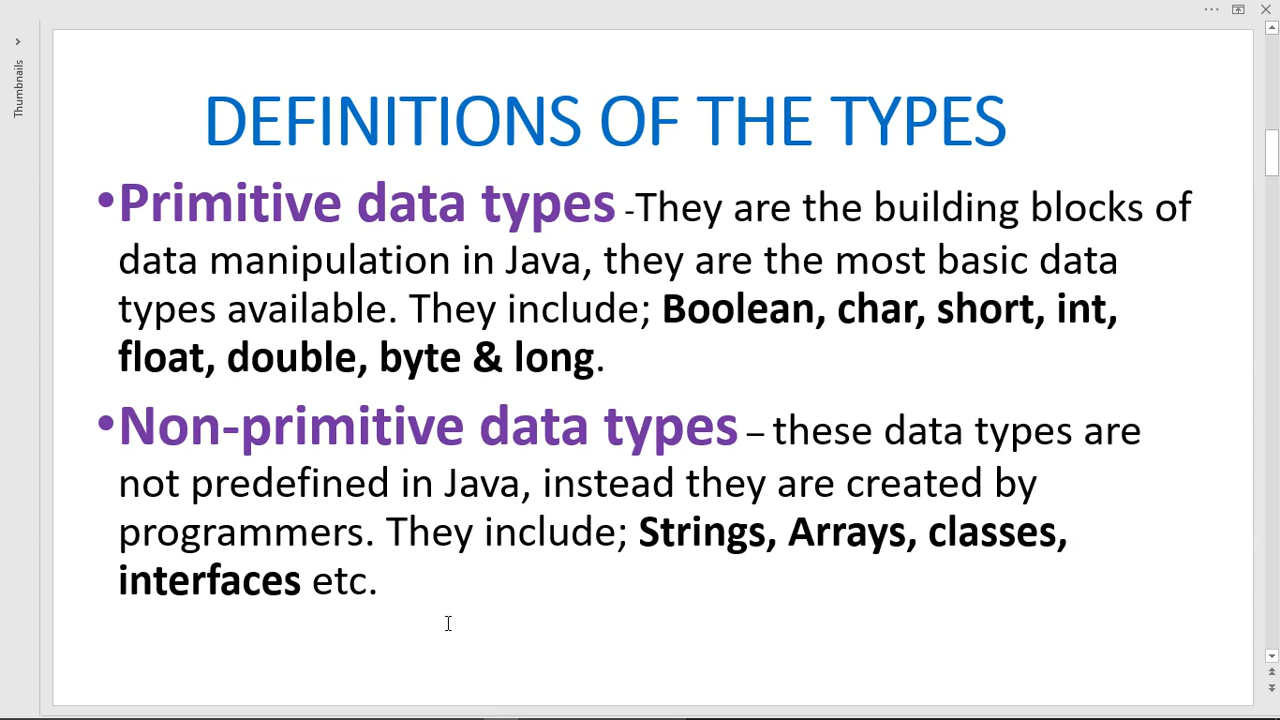 Thumbnails
DEFINITIONS OF THE TYPES
•Primitive data types -They are the building blocks of
data manipulation in Java, they are the most basic data
types available. They include; Boolean, char, short, int,
float, double, byte & long.
•Non-primitive data types – these data types are
not predefined in Java, instead they are created by
programmers. They include; Strings, Arrays, classes,
interfaces etc.